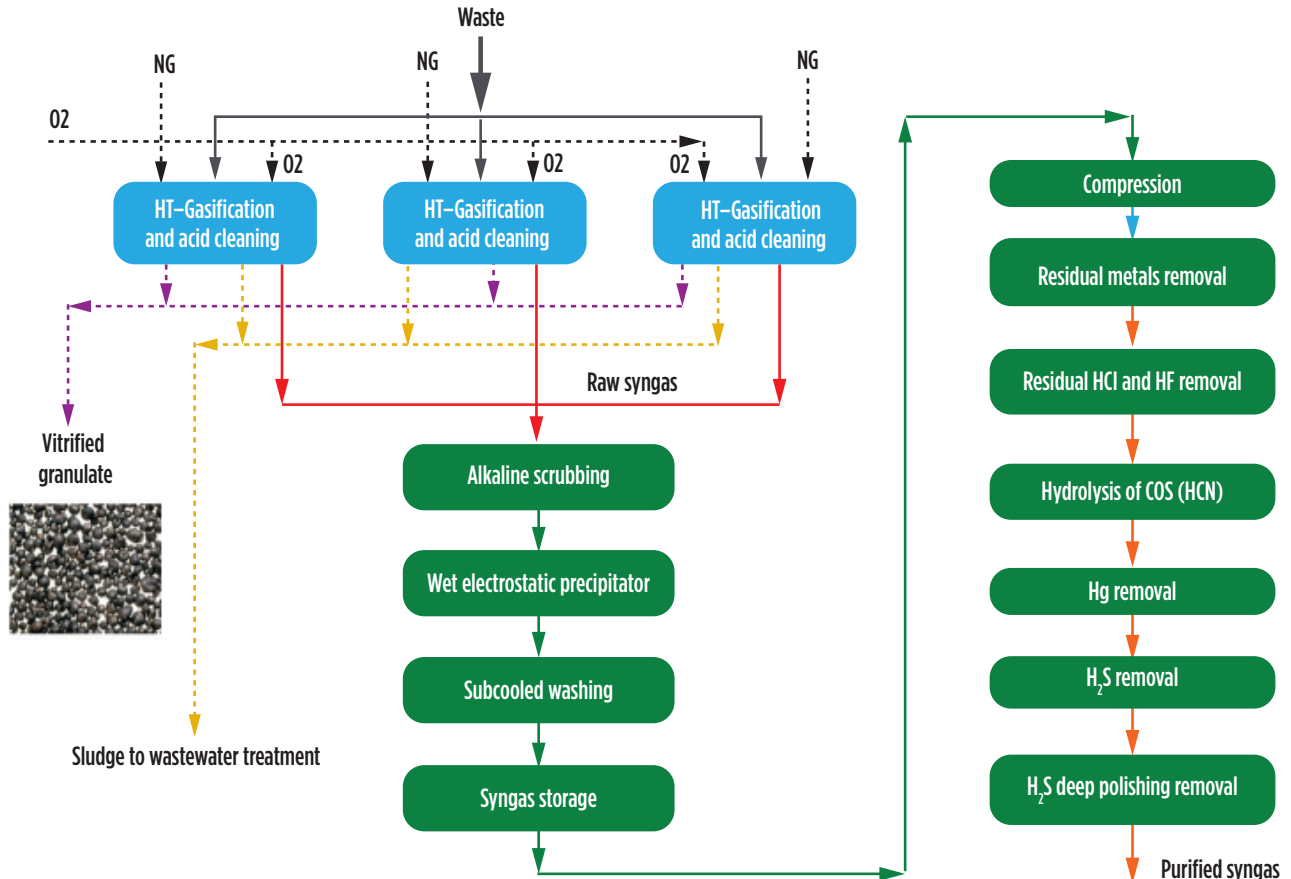 Waste
NG
NG
NG
O2
O2
O2
O2
HT–Gasification
and acid cleaning
HT–Gasification
and acid cleaning
HT–Gasification
and acid cleaning
Raw syngas
Vitrified
granulate
Sludge to wastewater treatment
Alkaline scrubbing
Wet electrostatic precipitator
Subcooled washing
Syngas storage
Compression
Residual metals removal
Residual HCl and HF removal
Hydrolysis of COS (HCN)
Hg removal
H₂S removal
H₂S deep polishing removal
Purified syngas